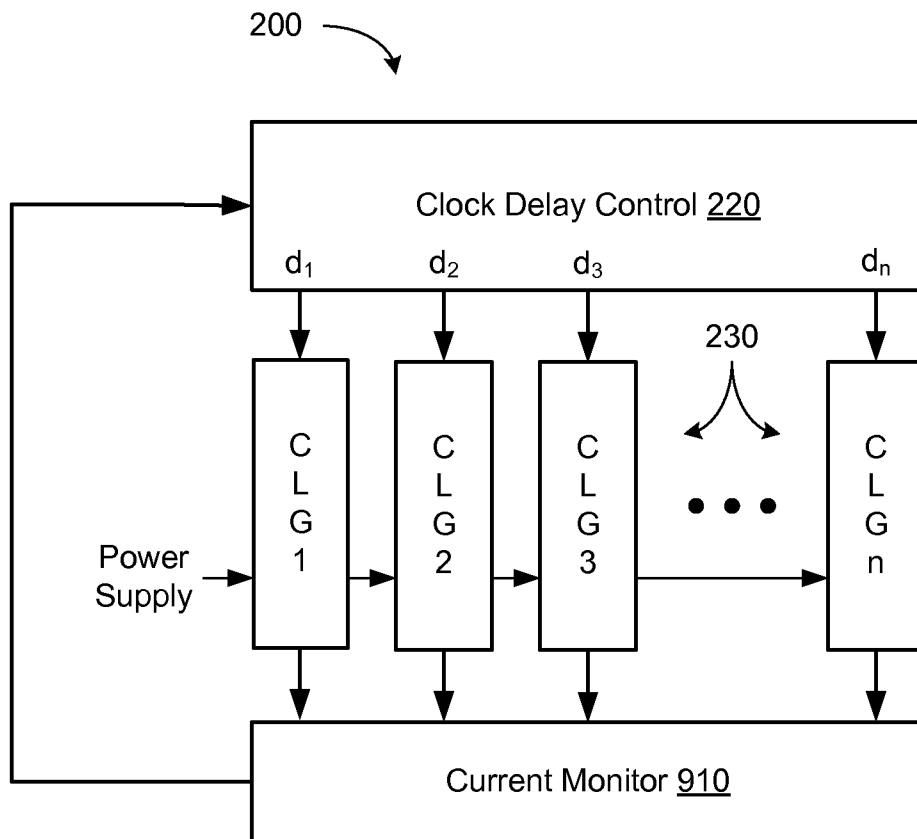 200
Clock Delay Control 220
d₁ d₂ d₃ dₙ
230
C L G 1
C L G 2
C L G 3
C L G n
Power
Supply
Current Monitor 910